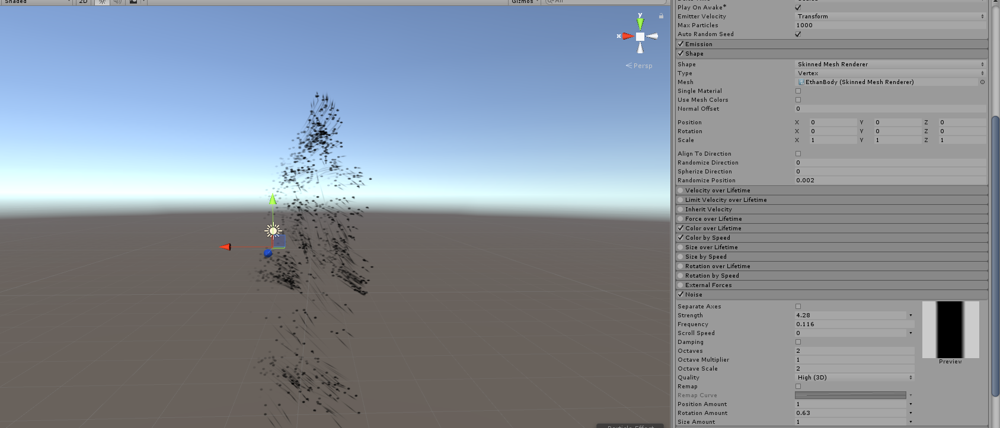 Shaded 2D Gizmos All
y
x
Persp
Play On Awake*
Emitter Velocity Transform
Max Particles 1000
Auto Random Seed
Emission
Shape
Shape Skinned Mesh Renderer
Type Vertex
Mesh EthanBody (Skinned Mesh Renderer)
Single Material
Use Mesh Colors
Normal Offset 0
Position X 0 Y 0 Z 0
Rotation X 0 Y 0 Z 0
Scale X 1 Y 1 Z 1
Align To Direction
Randomize Direction 0
Spherize Direction 0
Randomize Position 0.002
Velocity over Lifetime
Limit Velocity over Lifetime
Inherit Velocity
Force over Lifetime
Color over Lifetime
Color by Speed
Size over Lifetime
Size by Speed
Rotation over Lifetime
Rotation by Speed
External Forces
Noise
Separate Axes
Strength 4.28
Frequency 0.116
Scroll Speed 0
Damping
Octaves 2
Octave Multiplier 1
Octave Scale 2
Preview
Quality High (3D)
Remap
Remap Curve
Position Amount 1
Rotation Amount 0.63
Size Amount 1
Particle Effect